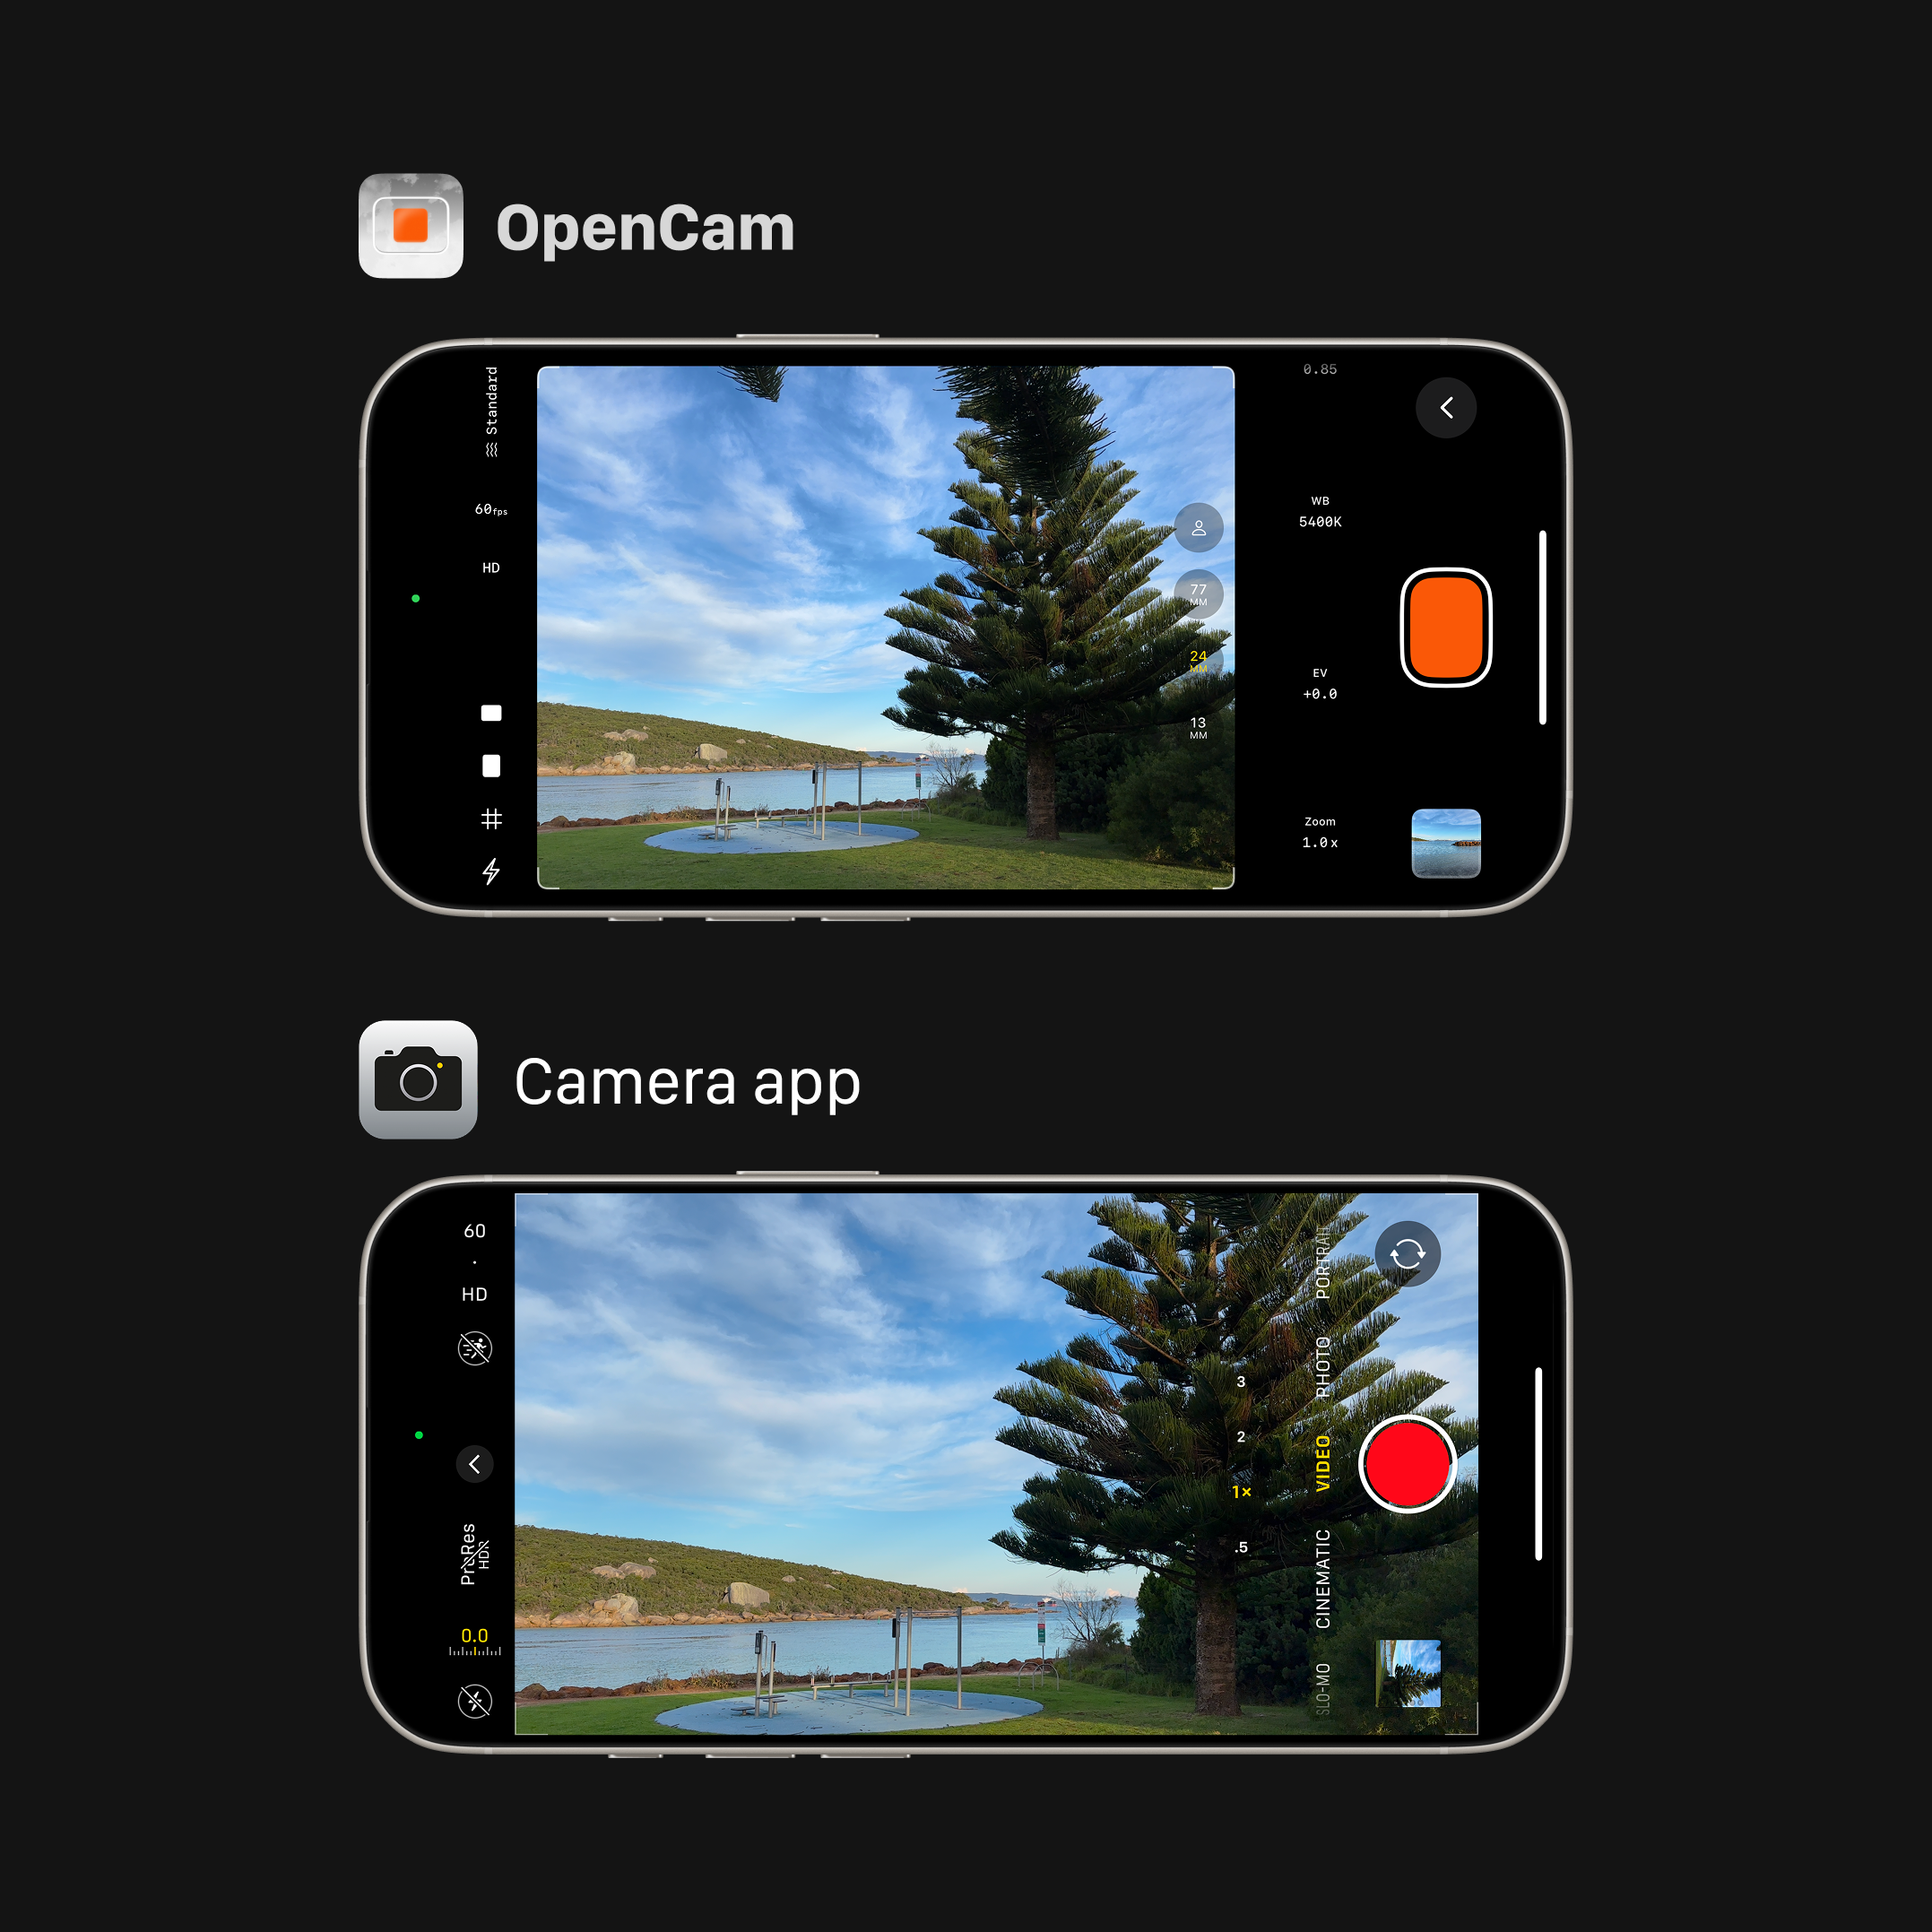 OpenCam
Standard
0.85
60fps
HD
WB
5400K
77
MM
24
MM
EV
+0.0
13
MM
Zoom
1.0x
Camera app
60
·
HD
PORTRAIT
PHOTO
3
2
VIDEO
1×
.5
CINEMATIC
ProRes
HDR
0.0
SLO-MO